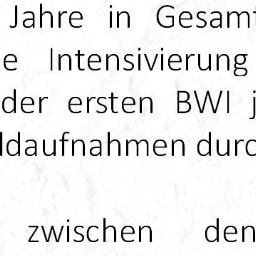 Jahre in Gesamt
e Intensivierung
der ersten BWI j
ldaufnahmen durc
zwischen den